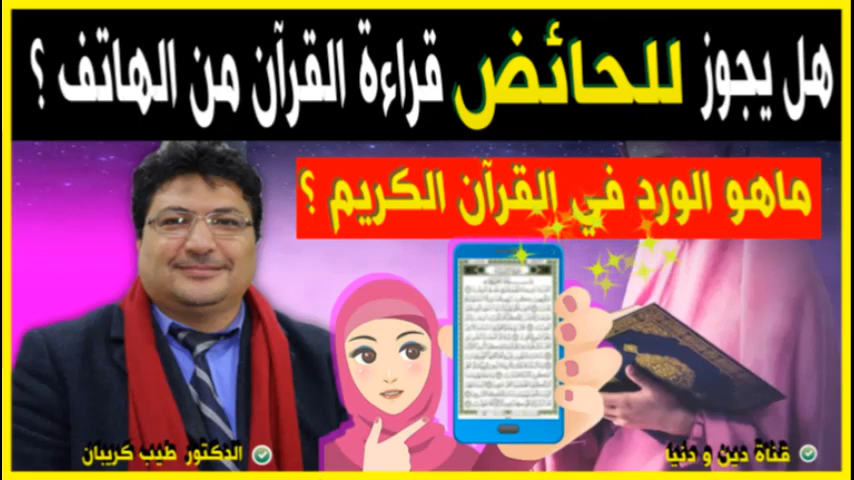 هل يجوز للحائض قراءة القرآن من الهاتف ؟
ماهو الورد في القرآن الكريم ؟
قناة دين و دنيا
الدكتور طيب كريبان